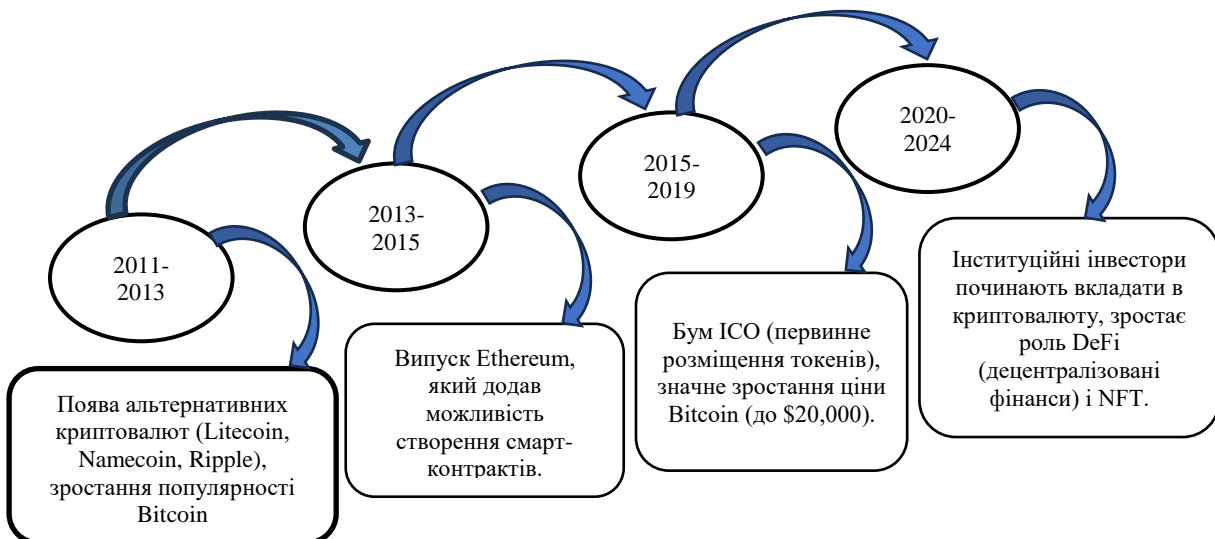 2011-
2013
Поява альтернативних
криптовалют (Litecoin,
Namecoin, Ripple),
зростання популярності
Bitcoin
2013-
2015
Випуск Ethereum,
який додав
можливість
створення смарт-
контрактів.
2015-
2019
Бум ICO (первинне
розміщення токенів),
значне зростання ціни
Bitcoin (до $20,000).
2020-
2024
Інституційні інвестори
починають вкладати в
криптовалюту, зростає
роль DeFi
(децентралізовані
фінанси) і NFT.